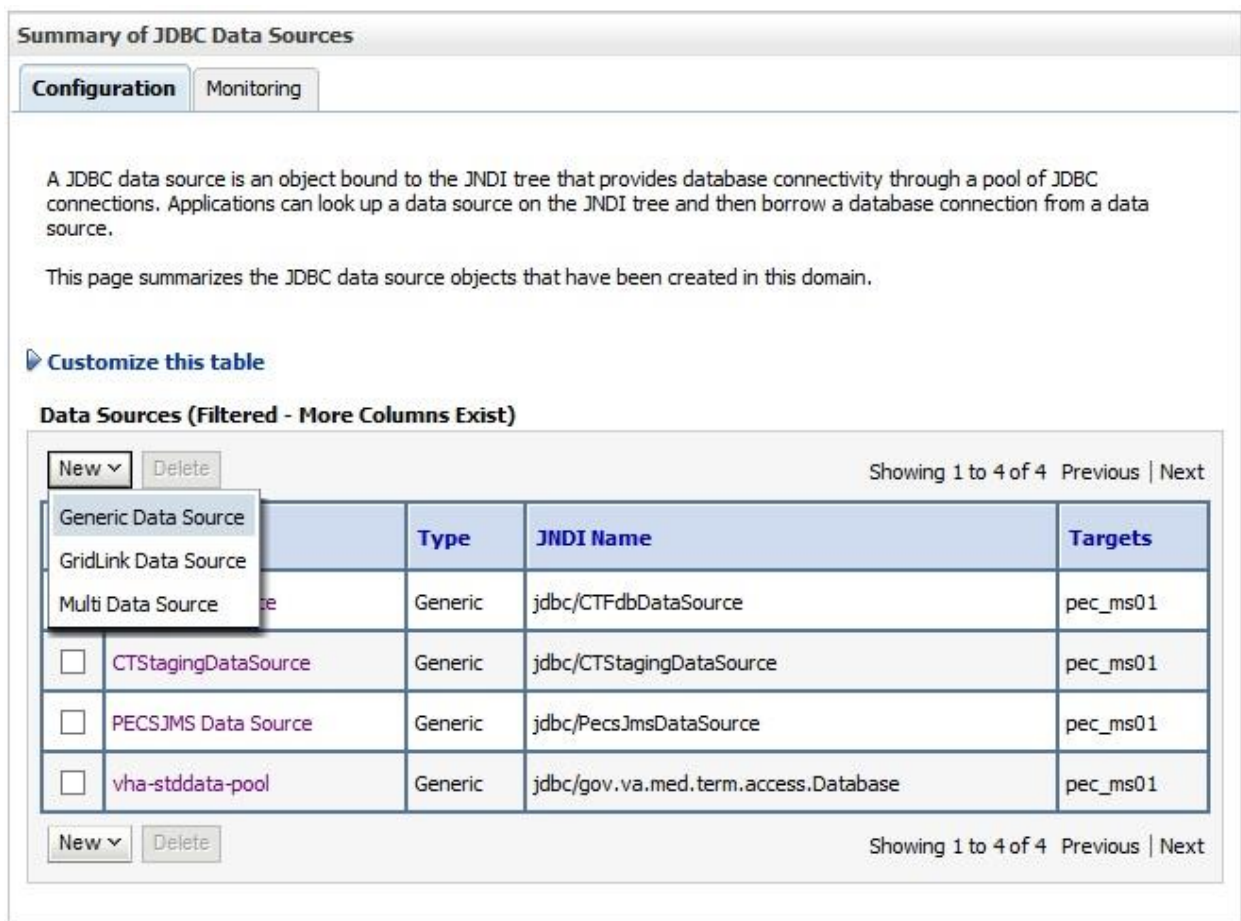 Summary of JDBC Data Sources
Configuration
Monitoring
A JDBC data source is an object bound to the JNDI tree that provides database connectivity through a pool of JDBC
connections. Applications can look up a data source on the JNDI tree and then borrow a database connection from a data
source.
This page summarizes the JDBC data source objects that have been created in this domain.
Customize this table
Data Sources (Filtered - More Columns Exist)
New Delete Showing 1 to 4 of 4 Previous | Next
Generic Data Source
GridLink Data Source
Multi Data Source
Type JNDI Name Targets
Generic jdbc/CTFdbDataSource pec_ms01
CTStagingDataSource Generic jdbc/CTStagingDataSource pec_ms01
PECSJMS Data Source Generic jdbc/PecsJmsDataSource pec_ms01
vha-stddata-pool Generic jdbc/gov.va.med.term.access.Database pec_ms01
New Delete Showing 1 to 4 of 4 Previous | Next